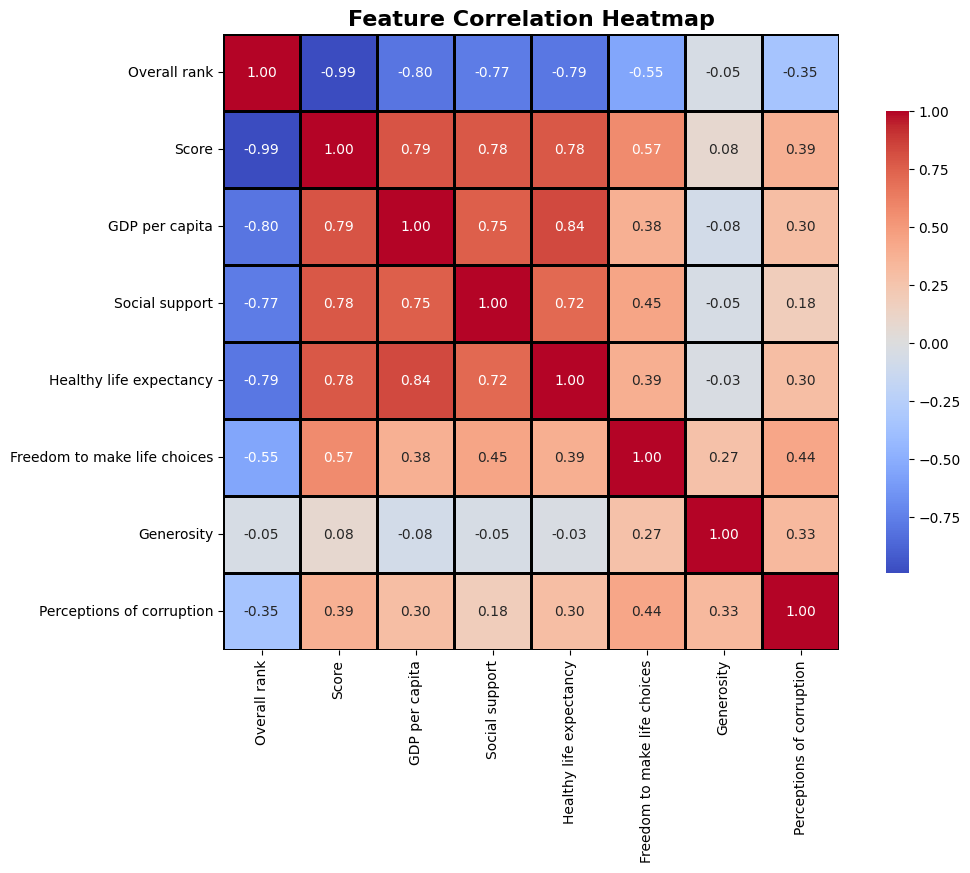 Feature Correlation Heatmap
Overall rank 1.00 -0.99 -0.80 -0.77 -0.79 -0.55 -0.05 -0.35
Score -0.99 1.00 0.79 0.78 0.78 0.57 0.08 0.39
GDP per capita -0.80 0.79 1.00 0.75 0.84 0.38 -0.08 0.30
Social support -0.77 0.78 0.75 1.00 0.72 0.45 -0.05 0.18
Healthy life expectancy -0.79 0.78 0.84 0.72 1.00 0.39 -0.03 0.30
Freedom to make life choices -0.55 0.57 0.38 0.45 0.39 1.00 0.27 0.44
Generosity -0.05 0.08 -0.08 -0.05 -0.03 0.27 1.00 0.33
Perceptions of corruption -0.35 0.39 0.30 0.18 0.30 0.44 0.33 1.00
Overall rank
Score
GDP per capita
Social support
Healthy life expectancy
Freedom to make life choices
Generosity
Perceptions of corruption
1.00
0.75
0.50
0.25
0.00
−0.25
−0.50
−0.75